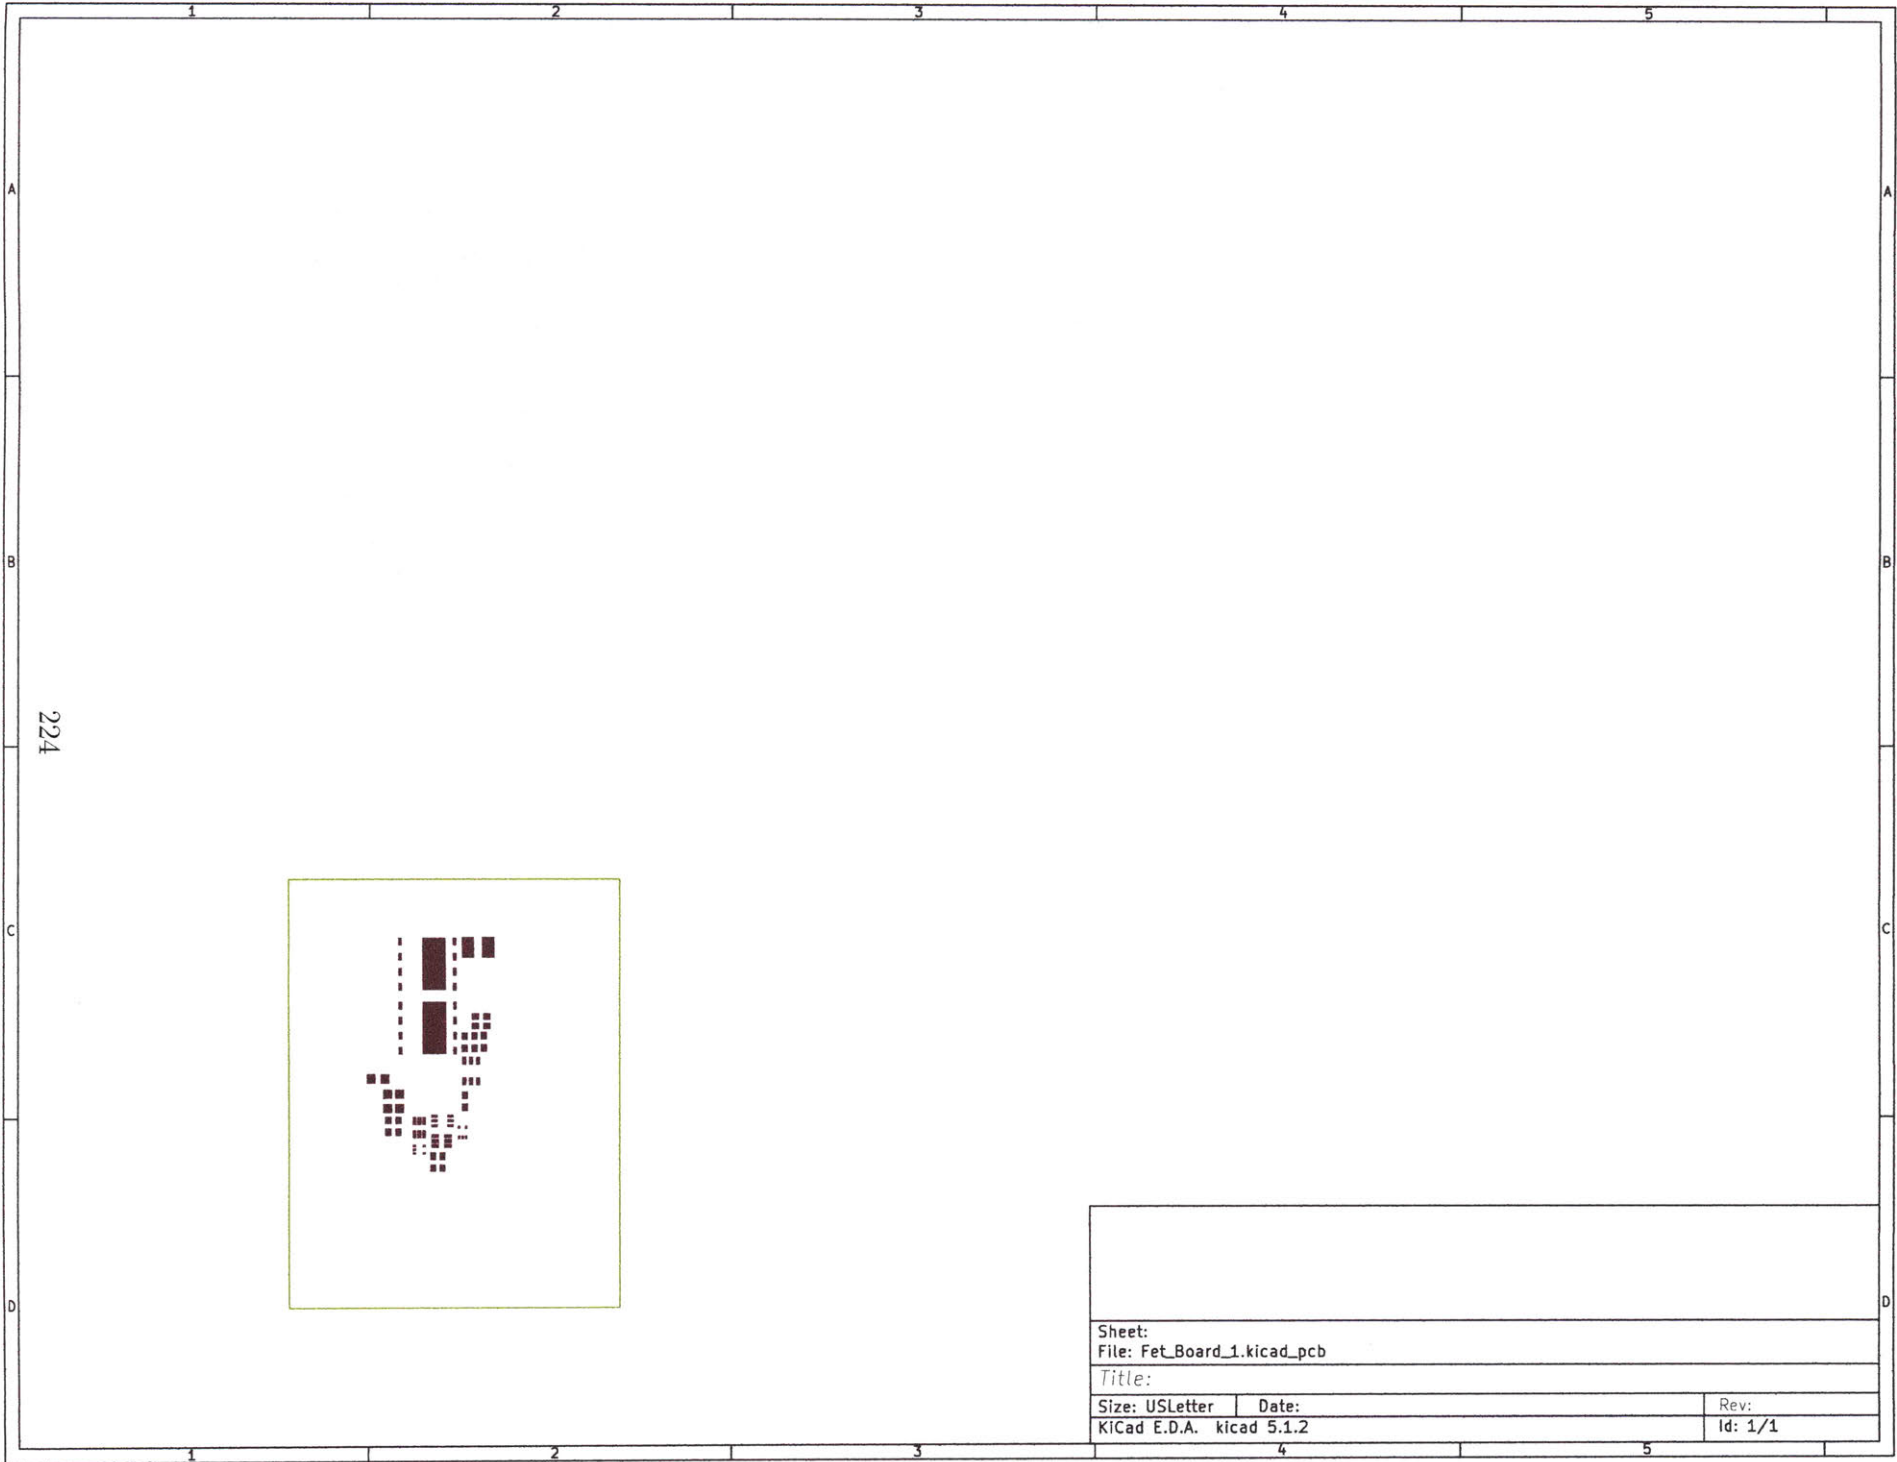 1 2 3 4 5
A A
B B
224
C C
D D
Sheet:
File: Fet_Board_1.kicad_pcb
Title:
Size: USLetter Date: Rev:
KiCad E.D.A. kicad 5.1.2 Id: 1/1
1 2 3 4 5